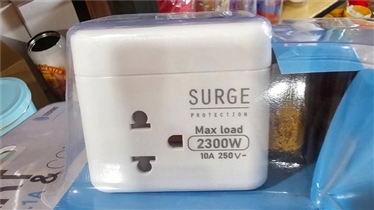 SURGE
PROTECTION
Max load
2300W
10A 250V~